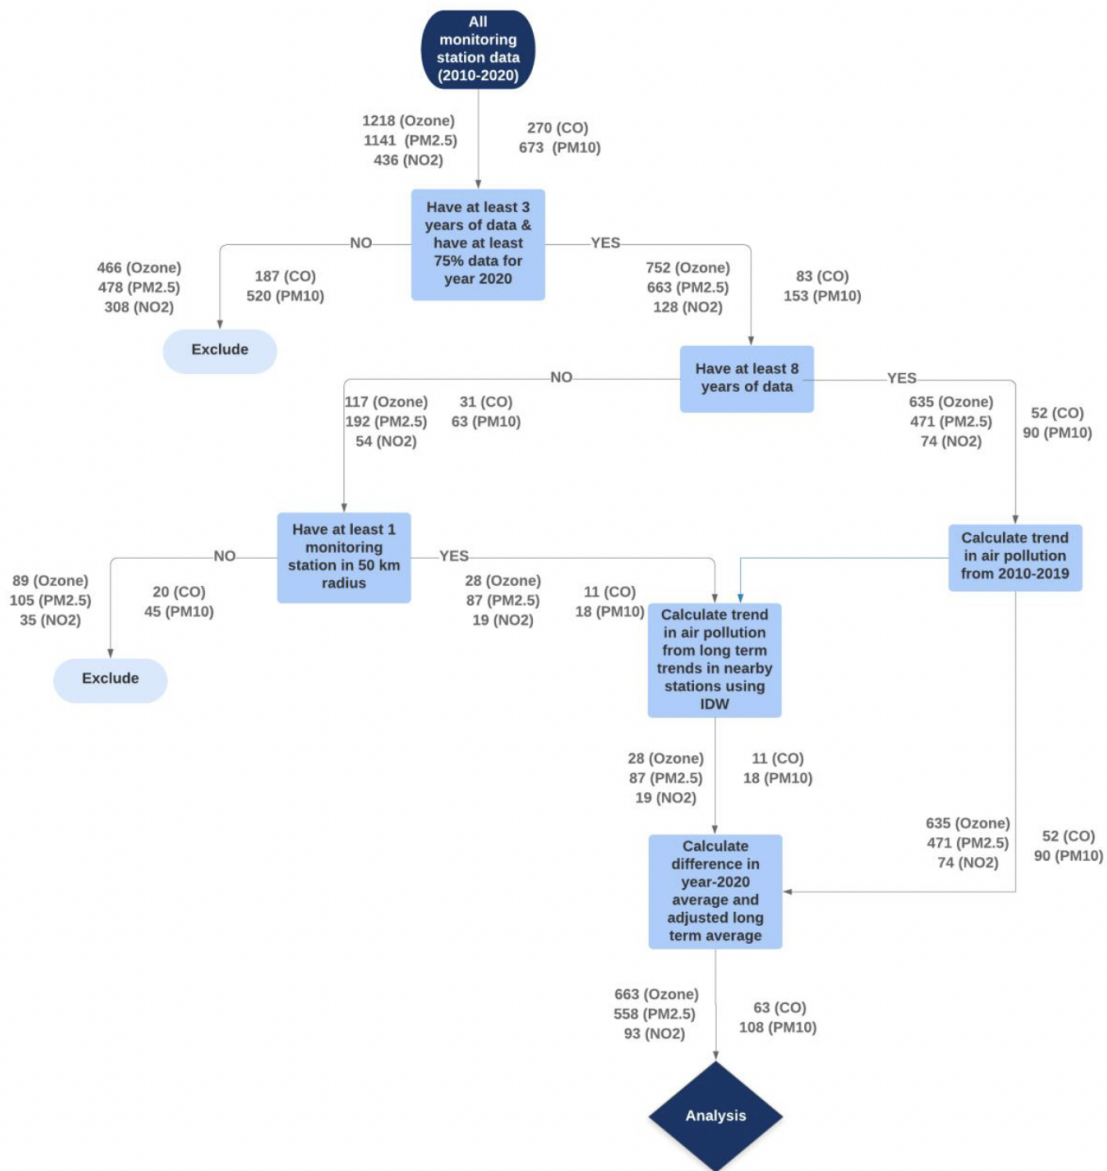 All
monitoring
station data
(2010-2020)
1218 (Ozone)
1141 (PM2.5)
436 (NO2)
270 (CO)
673 (PM10)
Have at least 3
years of data &
have at least
75% data for
year 2020
NO
YES
466 (Ozone)
478 (PM2.5)
308 (NO2)
187 (CO)
520 (PM10)
752 (Ozone)
663 (PM2.5)
128 (NO2)
83 (CO)
153 (PM10)
Exclude
Have at least 8
years of data
NO
YES
117 (Ozone)
192 (PM2.5)
54 (NO2)
31 (CO)
63 (PM10)
635 (Ozone)
471 (PM2.5)
74 (NO2)
52 (CO)
90 (PM10)
Have at least 1
monitoring
station in 50 km
radius
Calculate trend
in air pollution
from 2010-2019
NO
YES
89 (Ozone)
105 (PM2.5)
35 (NO2)
20 (CO)
45 (PM10)
28 (Ozone)
87 (PM2.5)
19 (NO2)
11 (CO)
18 (PM10)
Exclude
Calculate trend
in air pollution
from long term
trends in nearby
stations using
IDW
28 (Ozone)
87 (PM2.5)
19 (NO2)
11 (CO)
18 (PM10)
635 (Ozone)
471 (PM2.5)
74 (NO2)
52 (CO)
90 (PM10)
Calculate
difference in
year-2020
average and
adjusted long
term average
663 (Ozone)
558 (PM2.5)
93 (NO2)
63 (CO)
108 (PM10)
Analysis